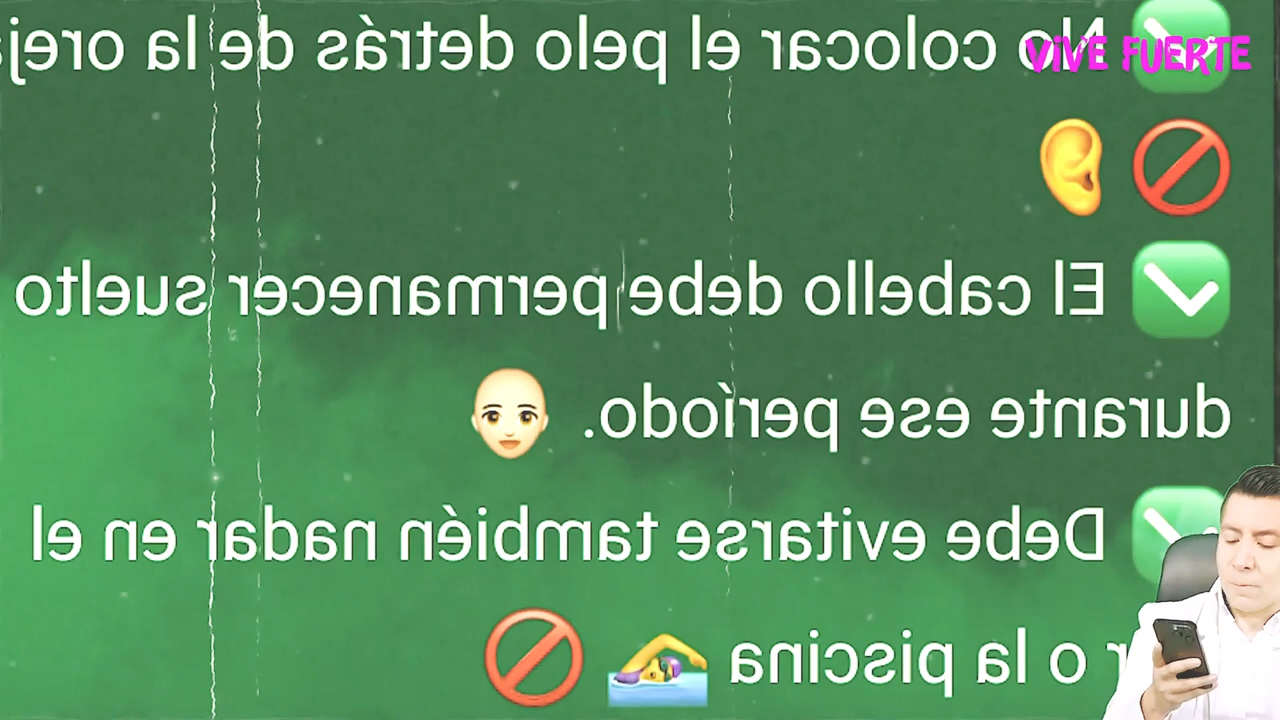 VIVE FUERTE
No colocar el pelo detrás de la
El cabello debe permanecer suelto
durante ese período.
Debe evitarse también nadar en el
o la piscina